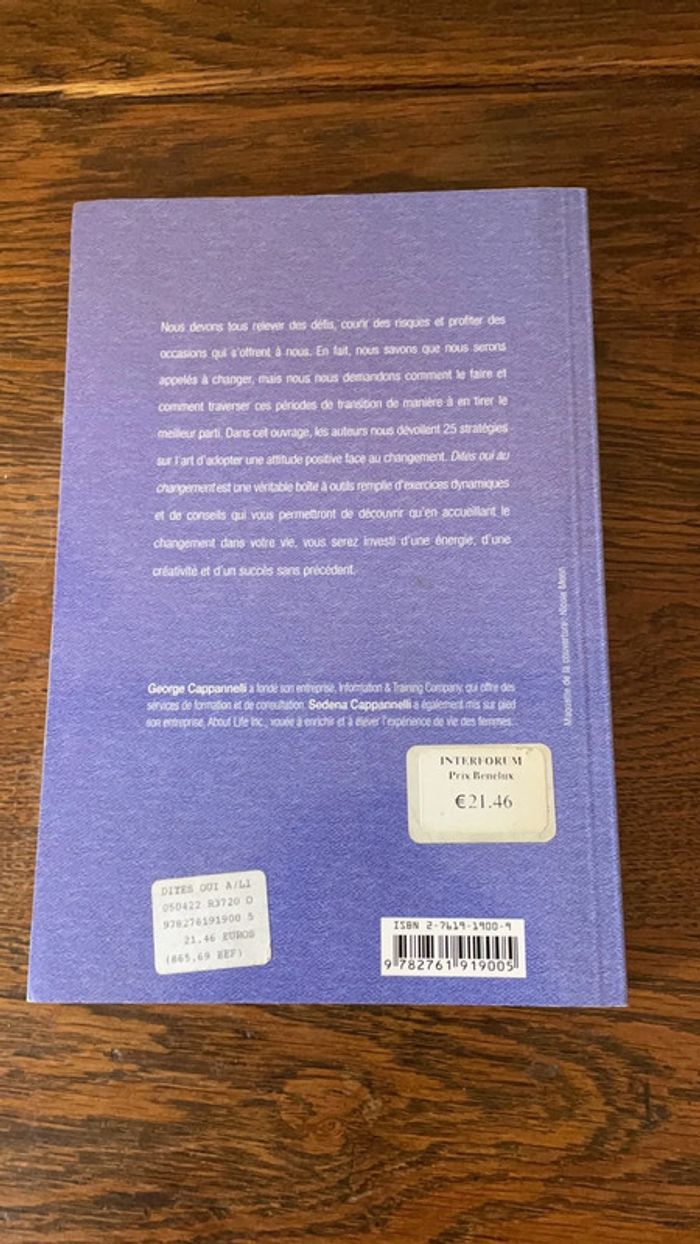 Nous devons tous relever des défis, courir des risques et profiter des
occasions qui s'offrent à nous. En fait, nous savons que nous serons
appelés à changer, mais nous nous demandons comment le faire et
comment traverser ces périodes de transition de manière à en tirer le
meilleur parti. Dans cet ouvrage, les auteurs nous dévoilent 25 stratégies
sur l'art d'adopter une attitude positive face au changement. Dites oui au
changement est une véritable boîte à outils remplie d'exercices dynamiques
et de conseils qui vous permettront de découvrir qu'en accueillant le
changement dans votre vie, vous serez investi d'une énergie, d'une
créativité et d'un succès sans précédent.
George Cappannelli a fondé son entreprise, Information & Training Company, qui offre des
services de formation et de consultation. Sedena Cappannelli a également mis sur pied
son entreprise, About Life Inc., vouée à enrichir et à élever l'expérience de vie des femmes.
Maquette de la couverture : Nicole Morin
INTERFORUM
Prix Benelux
€21.46
DITES OUI A/LI
050422 R3720 D
978276191900 5
21.46 EUROS
(865,69 BEF)
ISBN 2-7619-1900-9
9 782761 919005